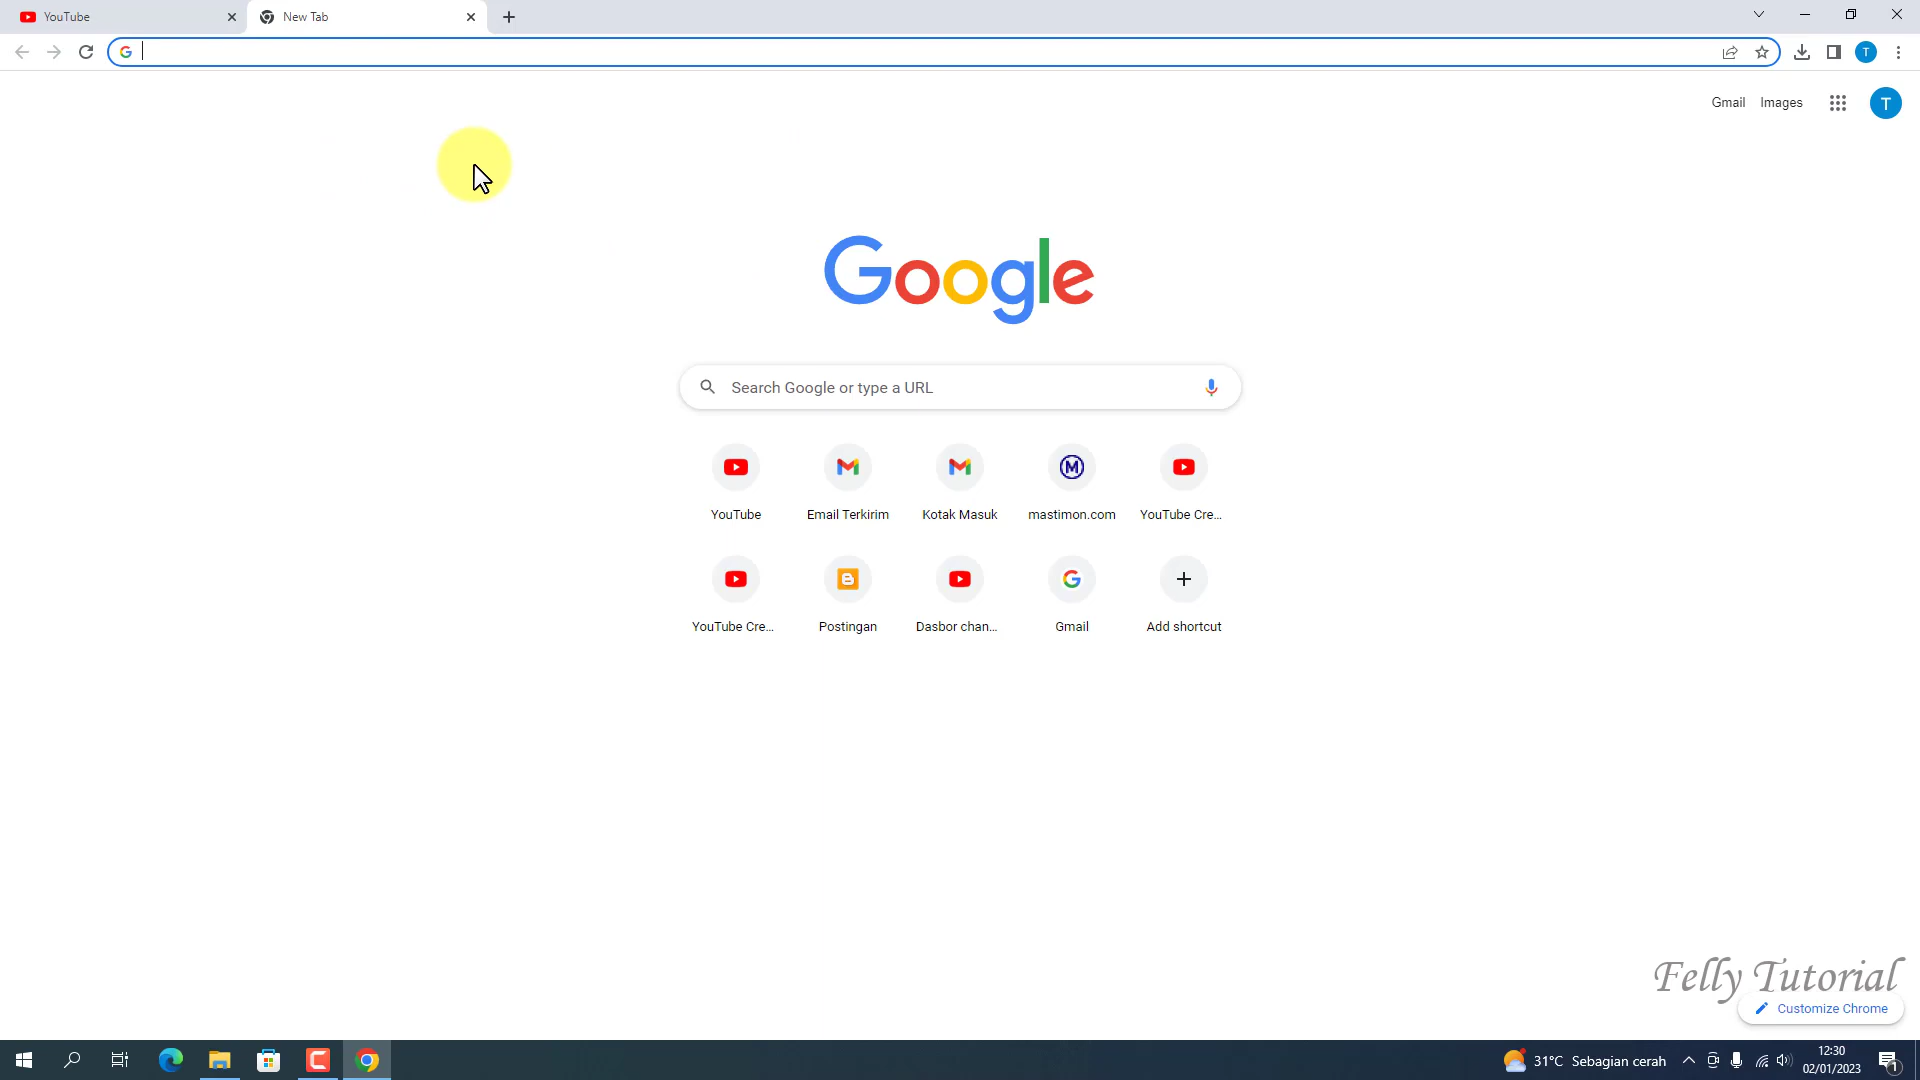 YouTube
New Tab
T
Gmail
Images
T
Google
Search Google or type a URL
YouTube
Email Terkirim
Kotak Masuk
mastimon.com
YouTube Cre...
YouTube Cre...
Postingan
Dasbor chan...
Gmail
Add shortcut
Felly Tutorial
Customize Chrome
31°C Sebagian cerah
12:30
02/01/2023
1